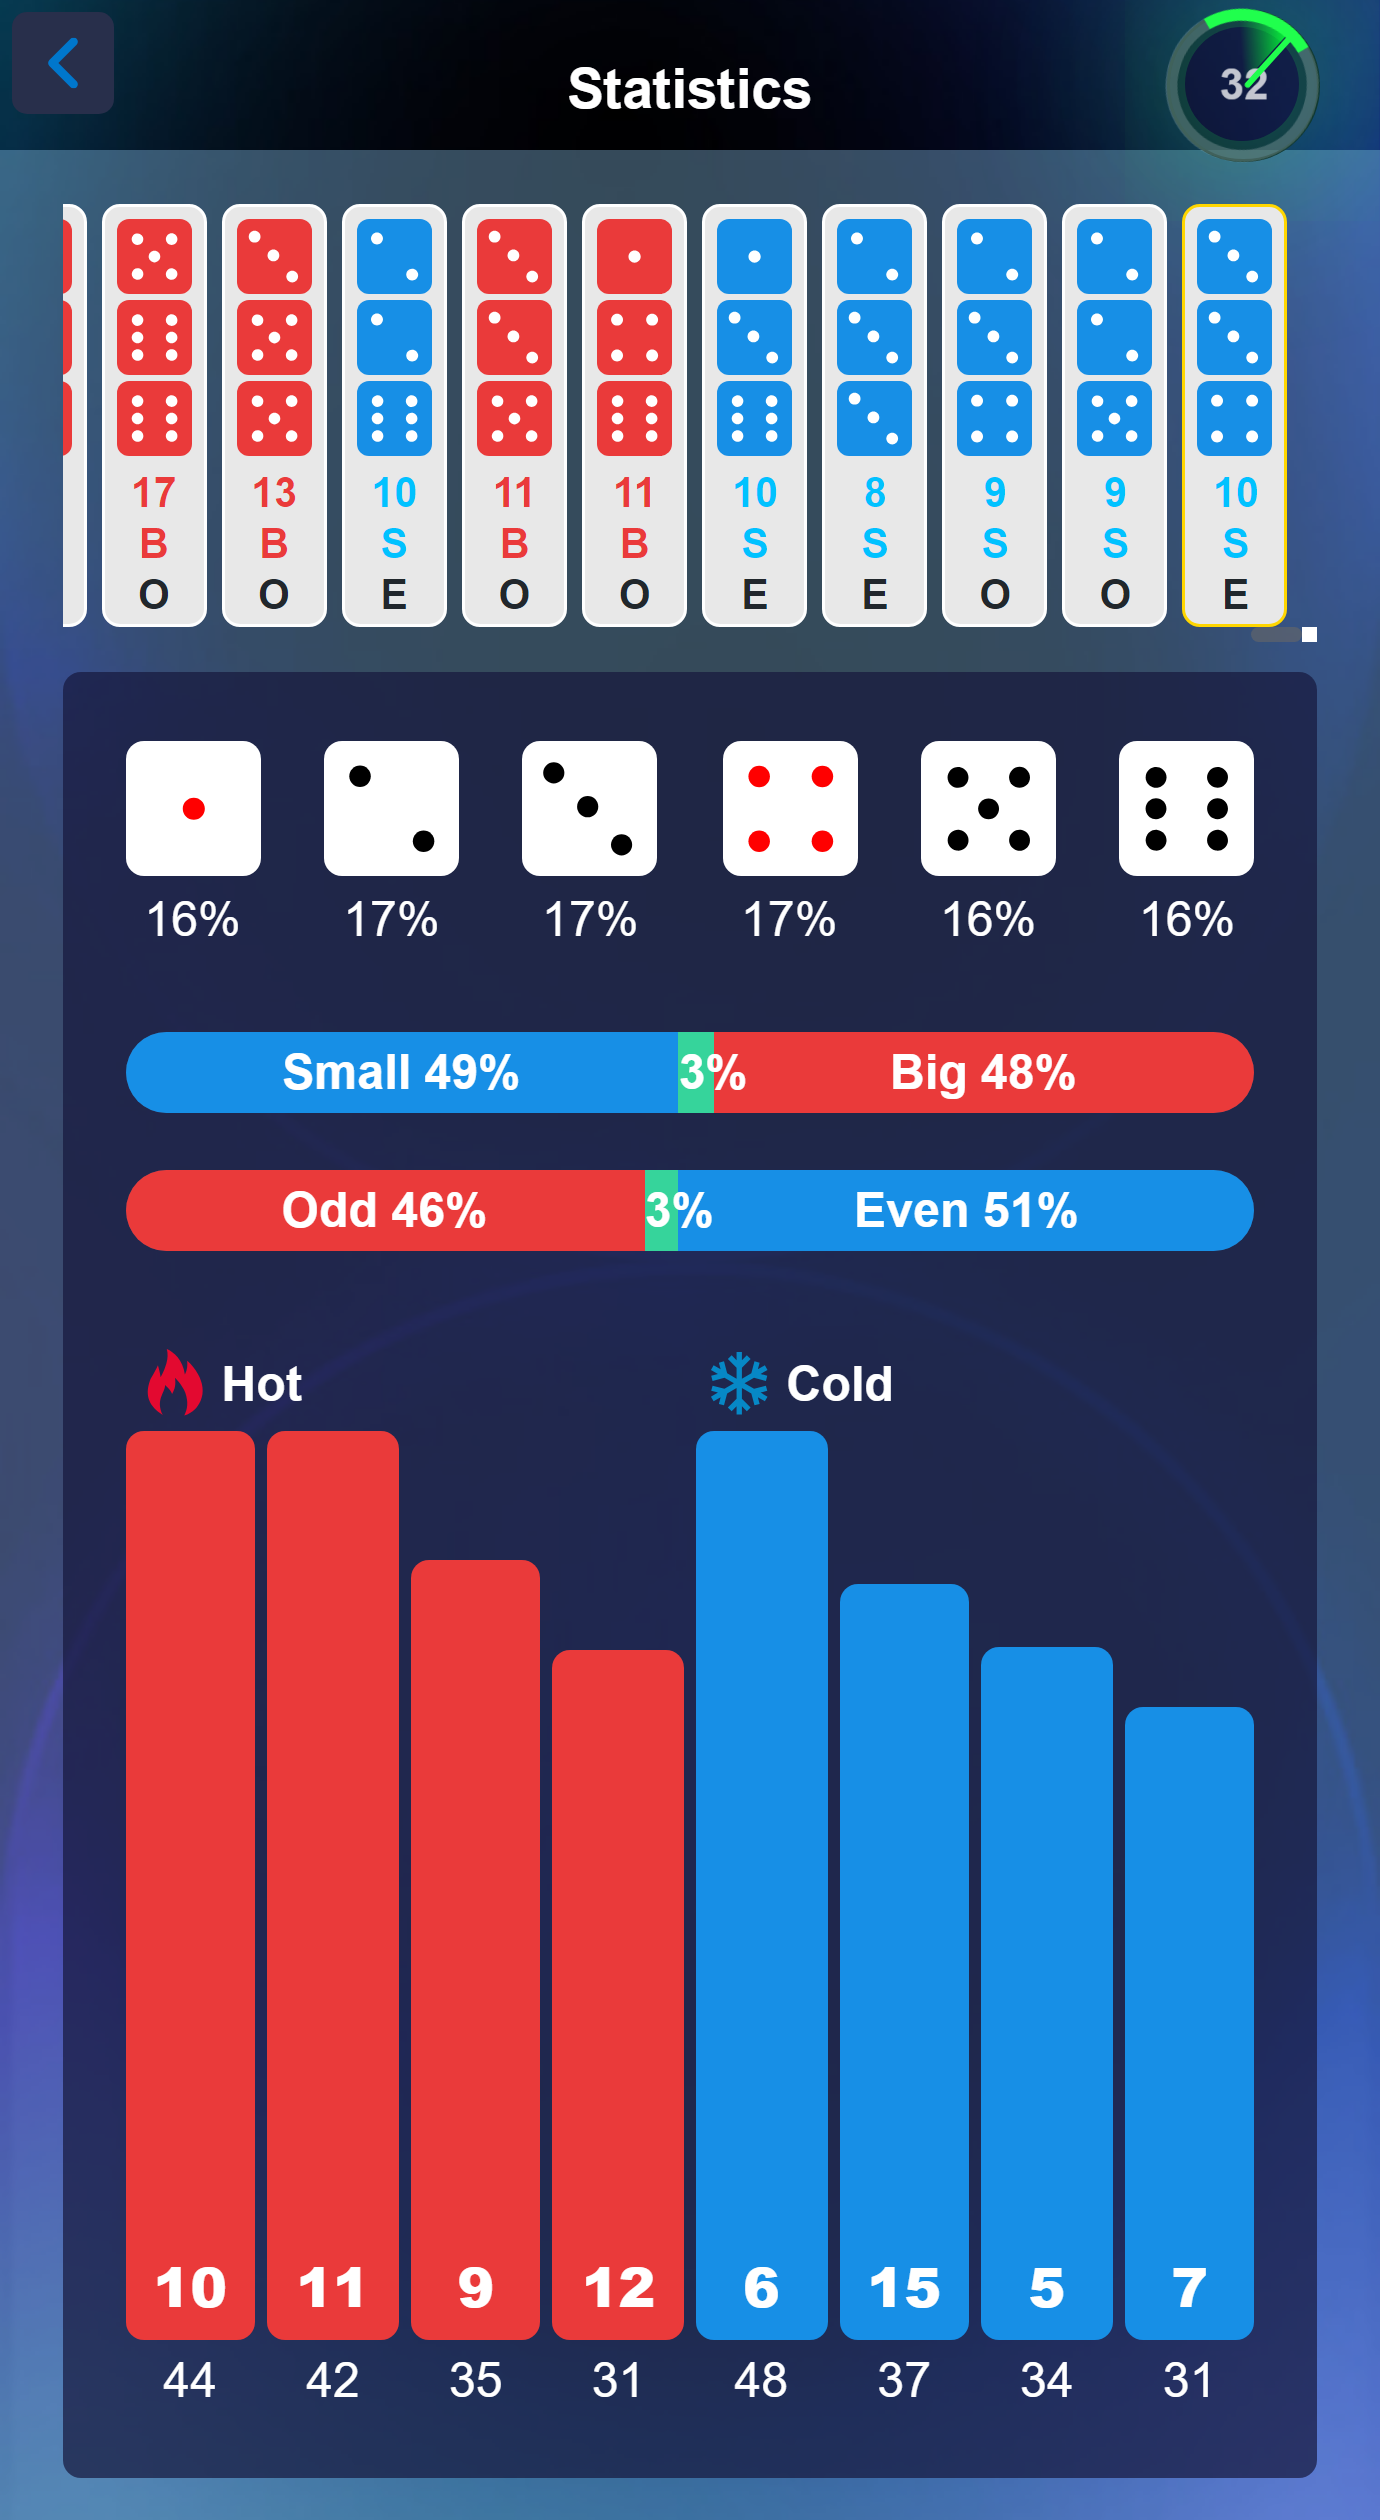 Statistics
32
17 13 10 11 11 10 8 9 9 10
B B S B B S S S S S
O O E O O E E O O E
16% 17% 17% 17% 16% 16%
Small 49% 3% Big 48%
Odd 46% 3% Even 51%
Hot Cold
10 11 9 12 6 15 5 7
44 42 35 31 48 37 34 31